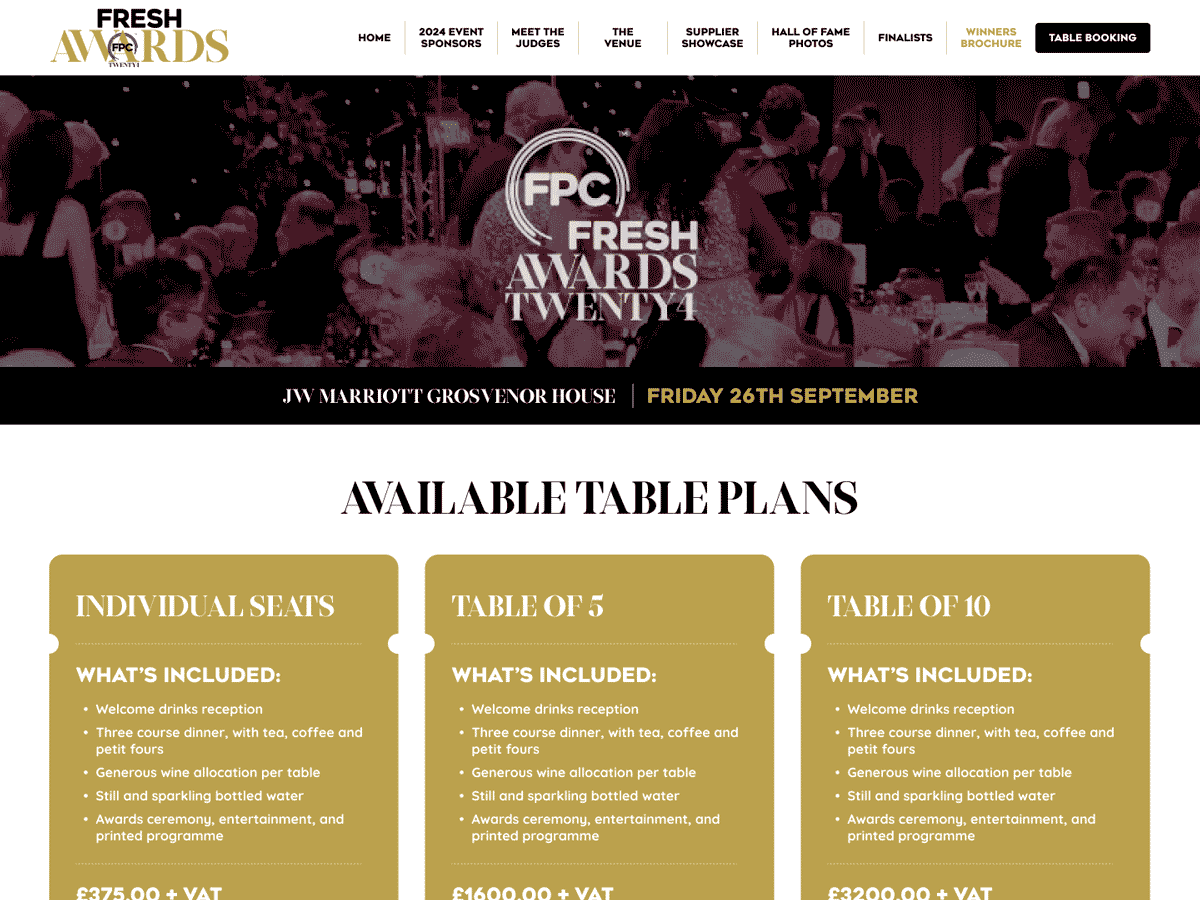 FRESH
AWARDS
FPC
TWENTY4
HOME
2024 EVENT
SPONSORS
MEET THE
JUDGES
THE
VENUE
SUPPLIER
SHOWCASE
HALL OF FAME
PHOTOS
FINALISTS
WINNERS
BROCHURE
TABLE BOOKING
FPC
TM
FRESH
AWARDS
TWENTY4
JW MARRIOTT GROSVENOR HOUSE
FRIDAY 26TH SEPTEMBER
AVAILABLE TABLE PLANS
INDIVIDUAL SEATS
WHAT’S INCLUDED:
• Welcome drinks reception
• Three course dinner, with tea, coffee and
petit fours
• Generous wine allocation per table
• Still and sparkling bottled water
• Awards ceremony, entertainment, and
printed programme
£375.00 + VAT
TABLE OF 5
WHAT’S INCLUDED:
• Welcome drinks reception
• Three course dinner, with tea, coffee and
petit fours
• Generous wine allocation per table
• Still and sparkling bottled water
• Awards ceremony, entertainment, and
printed programme
£1600.00 + VAT
TABLE OF 10
WHAT’S INCLUDED:
• Welcome drinks reception
• Three course dinner, with tea, coffee and
petit fours
• Generous wine allocation per table
• Still and sparkling bottled water
• Awards ceremony, entertainment, and
printed programme
£3200.00 + VAT